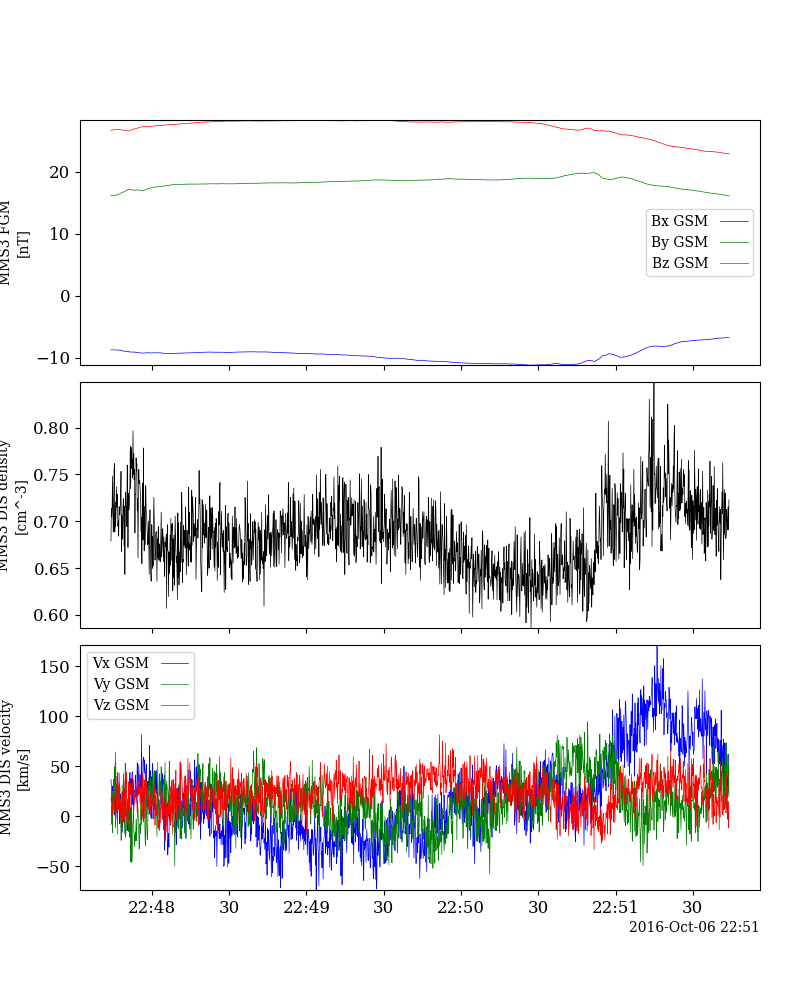 20
10
0
−10
MMS3 FGM
[nT]
Bx GSM
By GSM
Bz GSM
0.80
0.75
0.70
0.65
0.60
MMS3 DIS density
[cm^-3]
150
100
50
0
−50
MMS3 DIS velocity
[km/s]
Vx GSM
Vy GSM
Vz GSM
22:48 30 22:49 30 22:50 30 22:51 30
2016-Oct-06 22:51